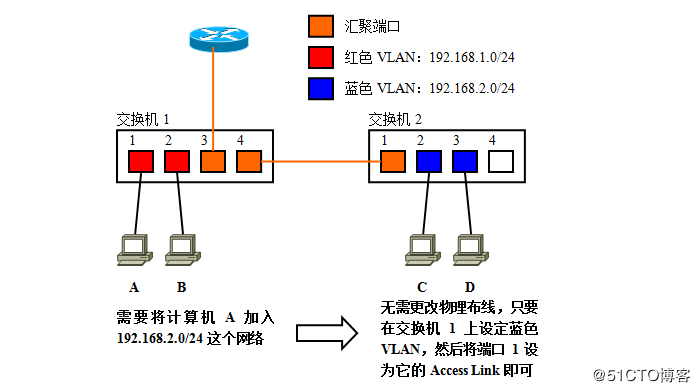 汇聚端口
红色 VLAN：192.168.1.0/24
蓝色 VLAN：192.168.2.0/24
交换机 1
1 2 3 4
交换机 2
1 2 3 4
A B
C D
需要将计算机 A 加入
192.168.2.0/24 这个网络
无需更改物理布线，只要
在交换机 1 上设定蓝色
VLAN，然后将端口 1 设
为它的 Access Link 即可
@51CTO博客